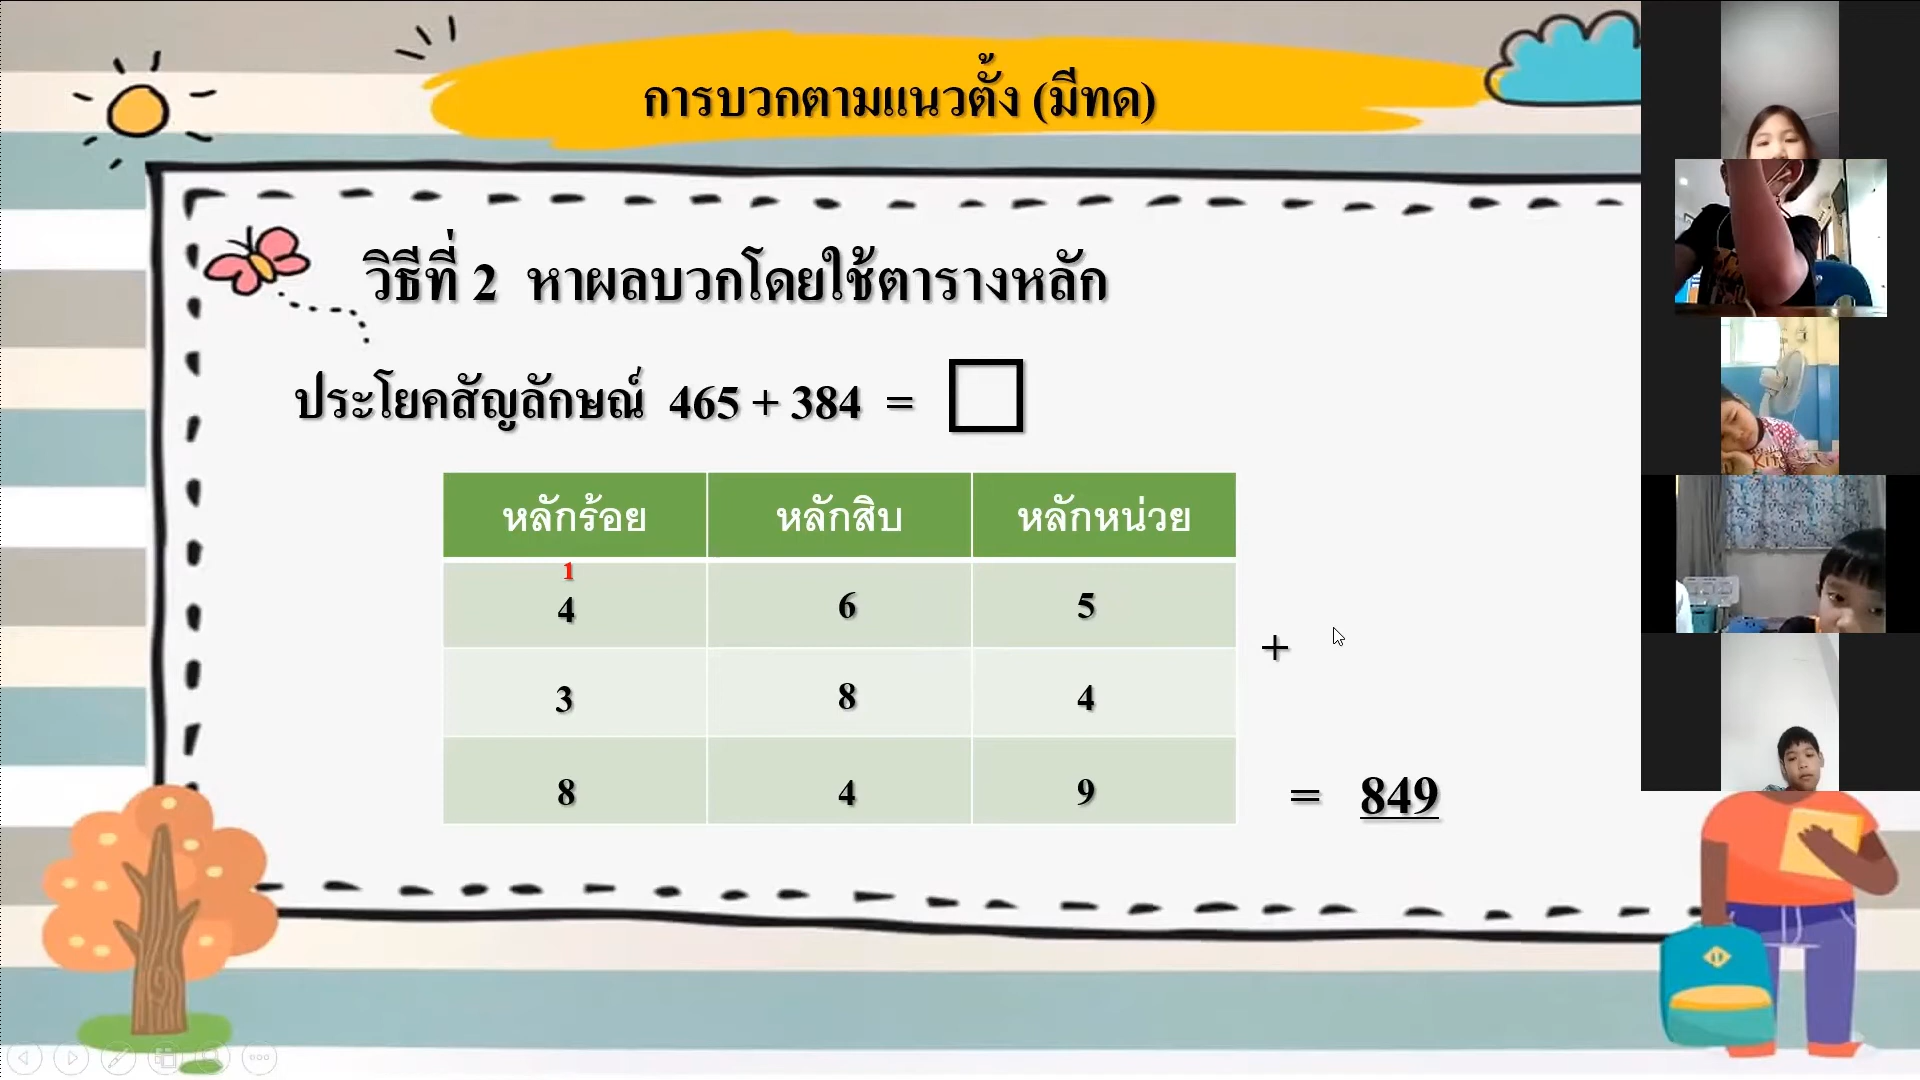 การบวกตามแนวตั้ง (มีทด)
วิธีที่ 2 หาผลบวกโดยใช้ตารางหลัก
ประโยคสัญลักษณ์ 465 + 384 =
หลักร้อย หลักสิบ หลักหน่วย
1
4 6 5
+
3 8 4
8 4 9 = 849